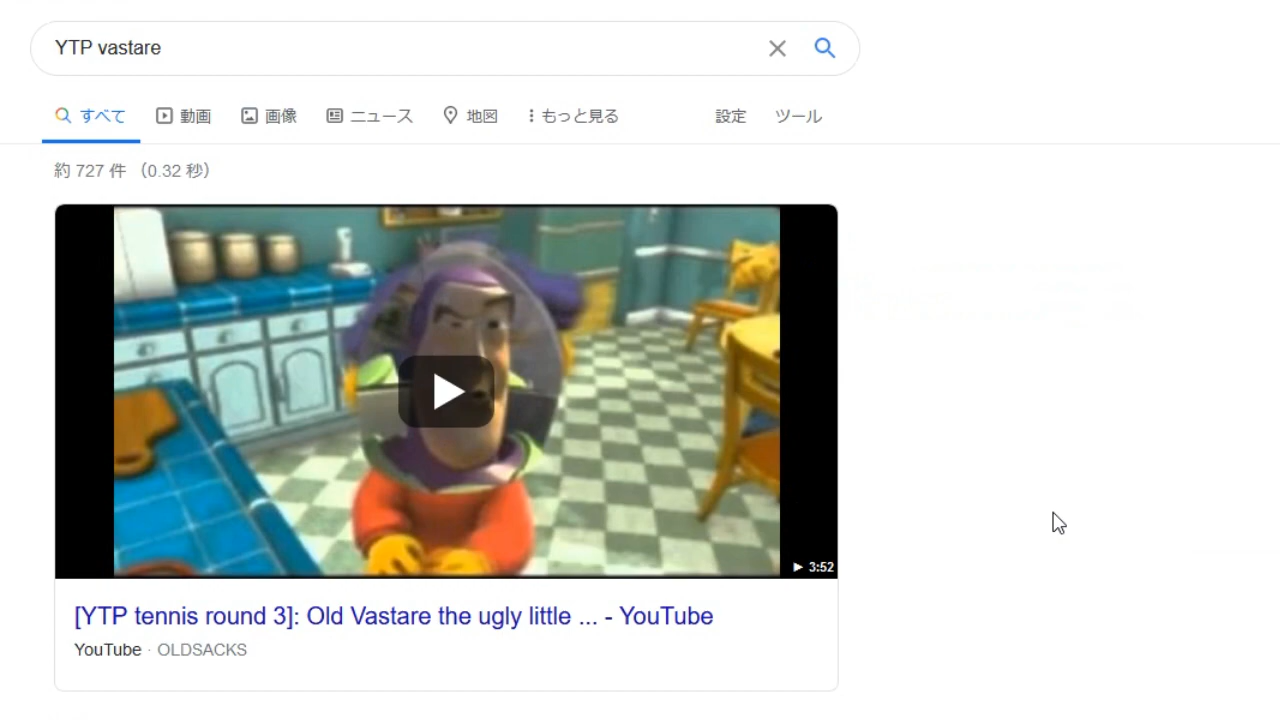 YTP vastare
すべて 動画 画像 ニュース 地図 もっと見る 設定 ツール
約 727 件 （0.32 秒）
3:52
[YTP tennis round 3]: Old Vastare the ugly little ... - YouTube
YouTube · OLDSACKS